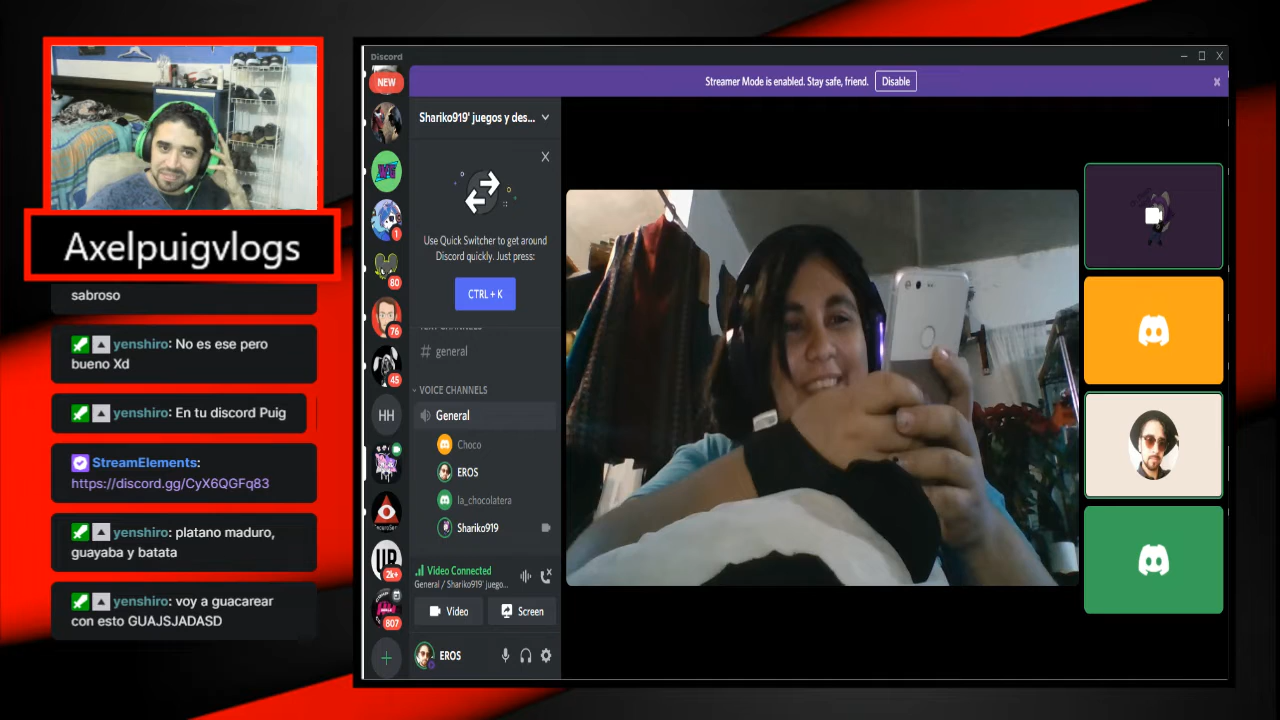 Axelpuigvlogs
sabroso
yenshiro: No es ese pero
bueno Xd
yenshiro: En tu discord Puig
StreamElements:
https://discord.gg/CyX6QGFq83
yenshiro: platano maduro,
guayaba y batata
yenshiro: voy a guacarear
con esto GUAJSJADASD
Discord
Streamer Mode is enabled. Stay safe, friend. Disable
NEW
1
80
76
45
HH
UB
2k+
807
Shariko919' juegos y des...
Use Quick Switcher to get around
Discord quickly. Just press:
CTRL + K
# general
VOICE CHANNELS
General
Choco
EROS
la_chocolatera
Shariko919
Video Connected
General / Shariko919' juego...
Video Screen
EROS